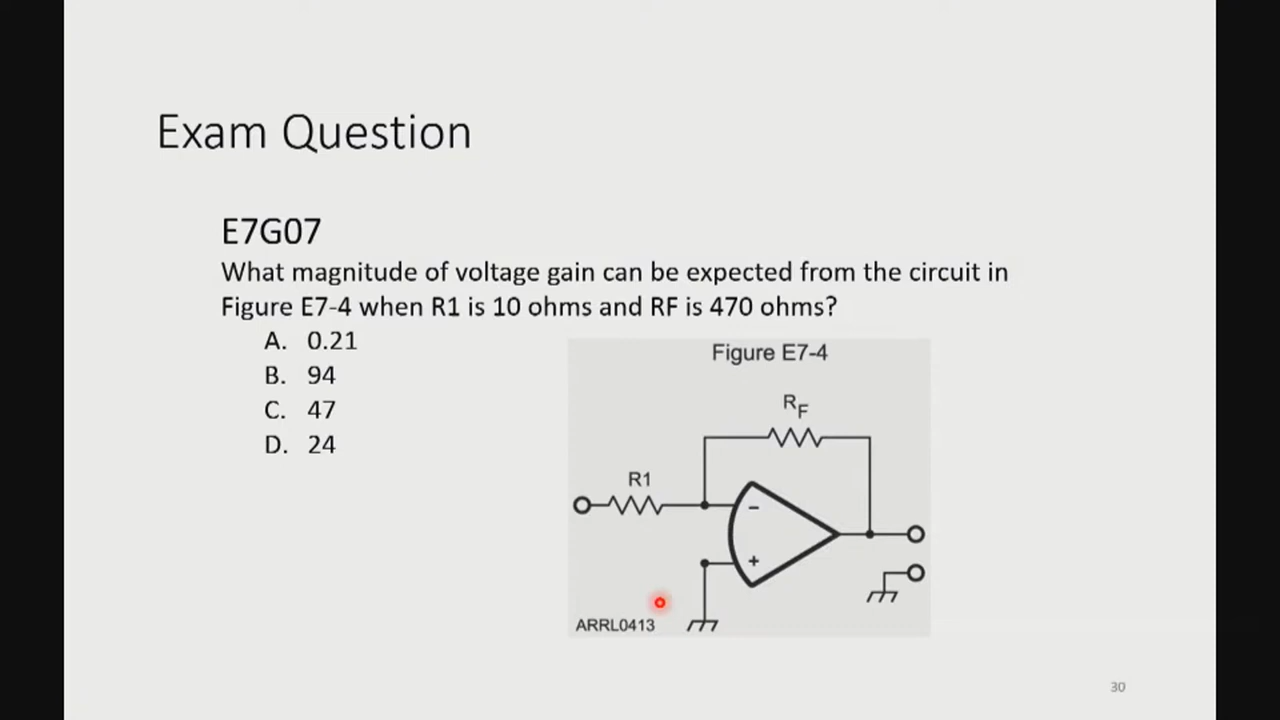 Exam Question
E7G07
What magnitude of voltage gain can be expected from the circuit in
Figure E7-4 when R1 is 10 ohms and RF is 470 ohms?
A. 0.21
B. 94
C. 47
D. 24
Figure E7-4
RF
R1
-
+
ARRL0413
30